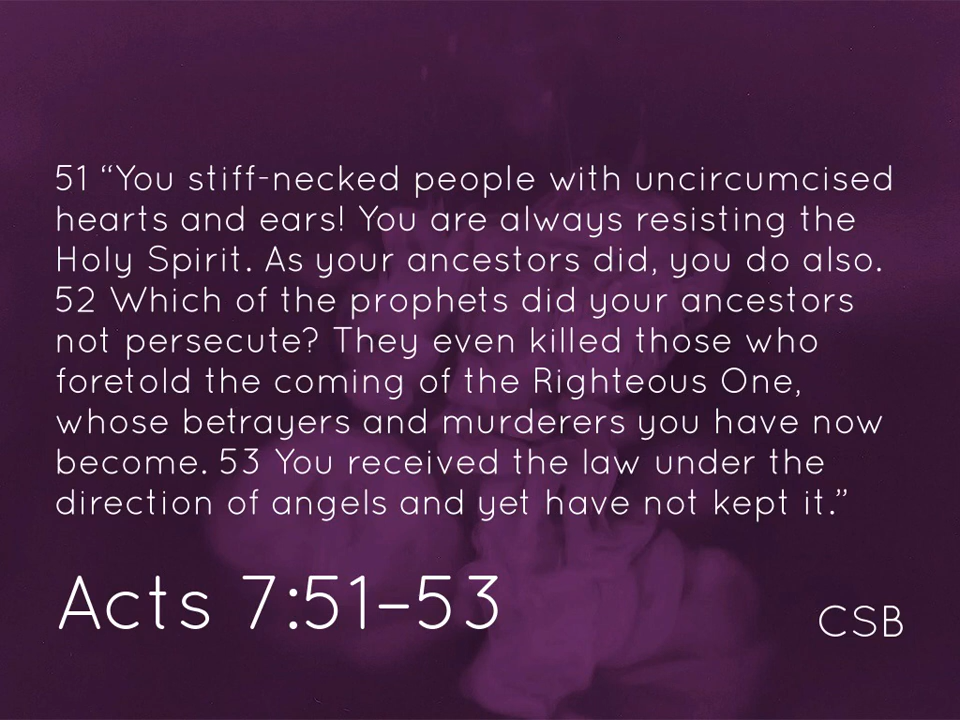 51 “You stiff-necked people with uncircumcised
hearts and ears! You are always resisting the
Holy Spirit. As your ancestors did, you do also.
52 Which of the prophets did your ancestors
not persecute? They even killed those who
foretold the coming of the Righteous One,
whose betrayers and murderers you have now
become. 53 You received the law under the
direction of angels and yet have not kept it.”
Acts 7:51–53
CSB